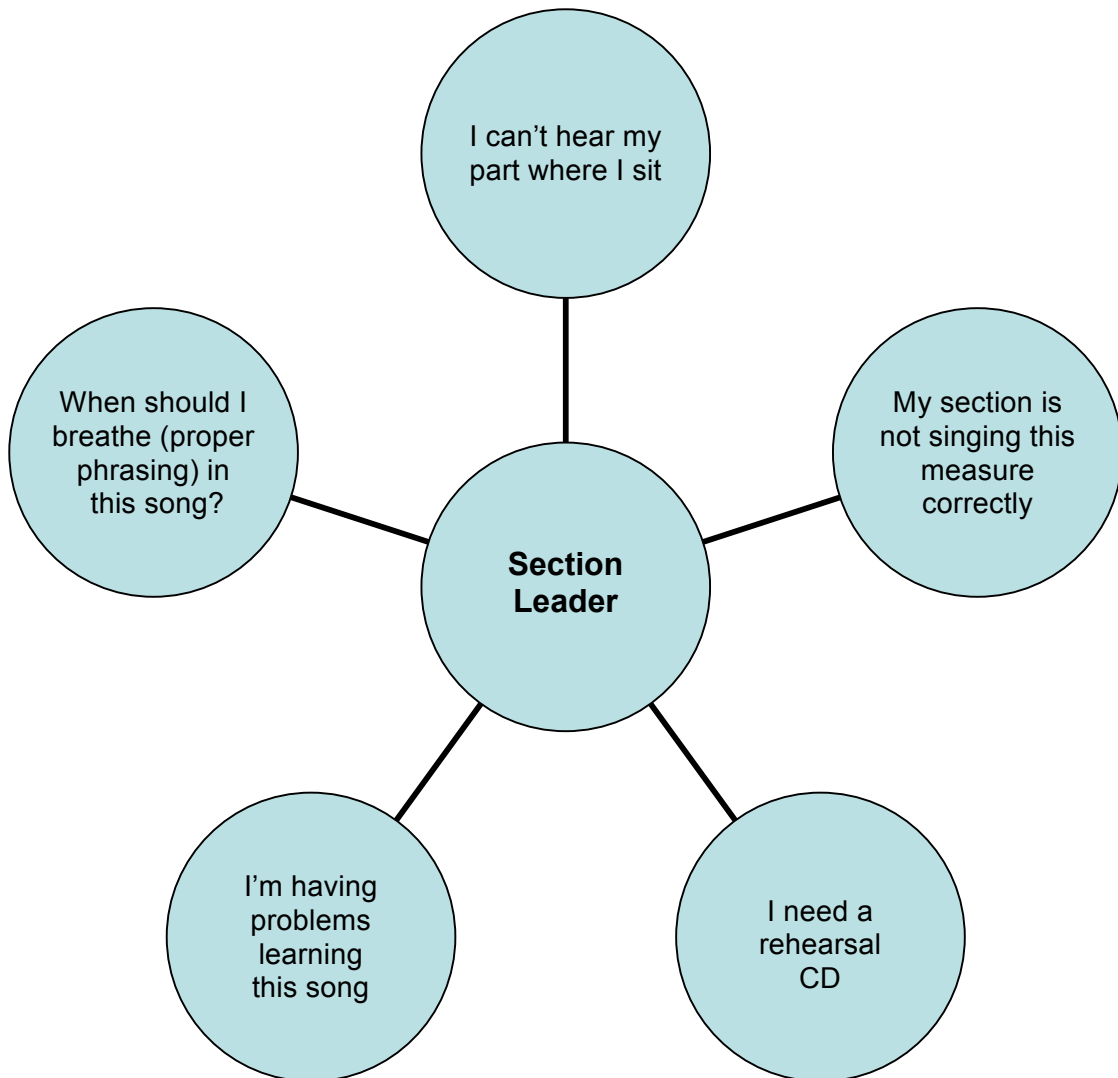 I can’t hear my
part where I sit
When should I
breathe (proper
phrasing) in
this song?
My section is
not singing this
measure
correctly
Section
Leader
I’m having
problems
learning
this song
I need a
rehearsal
CD